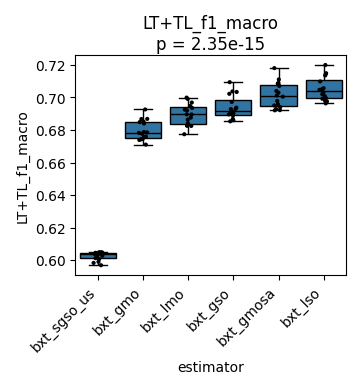 LT+TL_f1_macro
p = 2.35e-15
LT+TL_f1_macro
0.72
0.70
0.68
0.66
0.64
0.62
0.60
bxt_sgso_us
bxt_gmo
bxt_lmo
bxt_gso
bxt_gmosa
bxt_lso
estimator